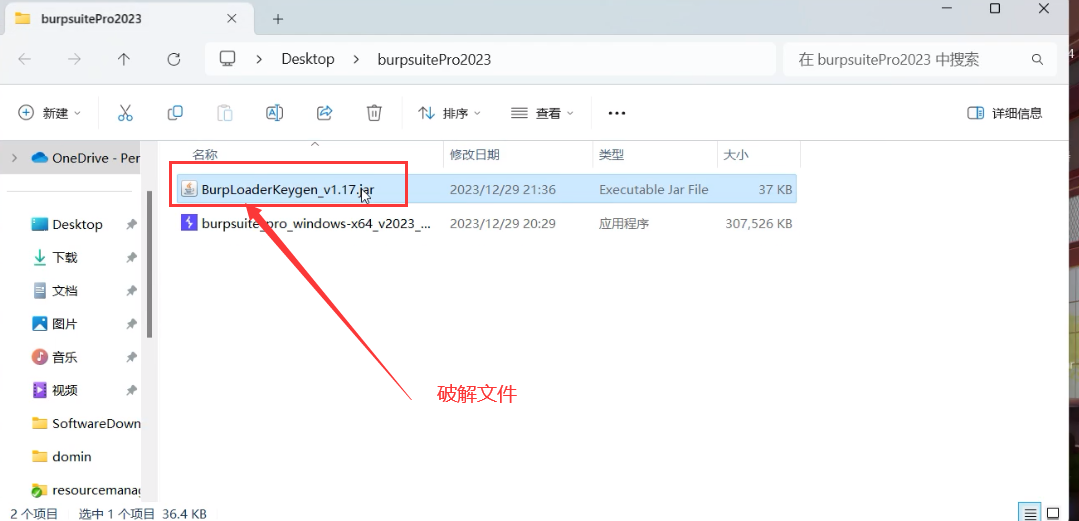 burpsuitePro2023
Desktop
burpsuitePro2023
在 burpsuitePro2023 中搜索
新建
排序
查看
详细信息
OneDrive - Per
名称
修改日期
类型
大小
BurpLoaderKeygen_v1.17.jar
2023/12/29 21:36
Executable Jar File
37 KB
burpsuite_pro_windows-x64_v2023_...
2023/12/29 20:29
应用程序
307,526 KB
Desktop
下载
文档
图片
音乐
视频
SoftwareDown
domin
resourcemanag
破解文件
2 个项目
选中 1 个项目 36.4 KB